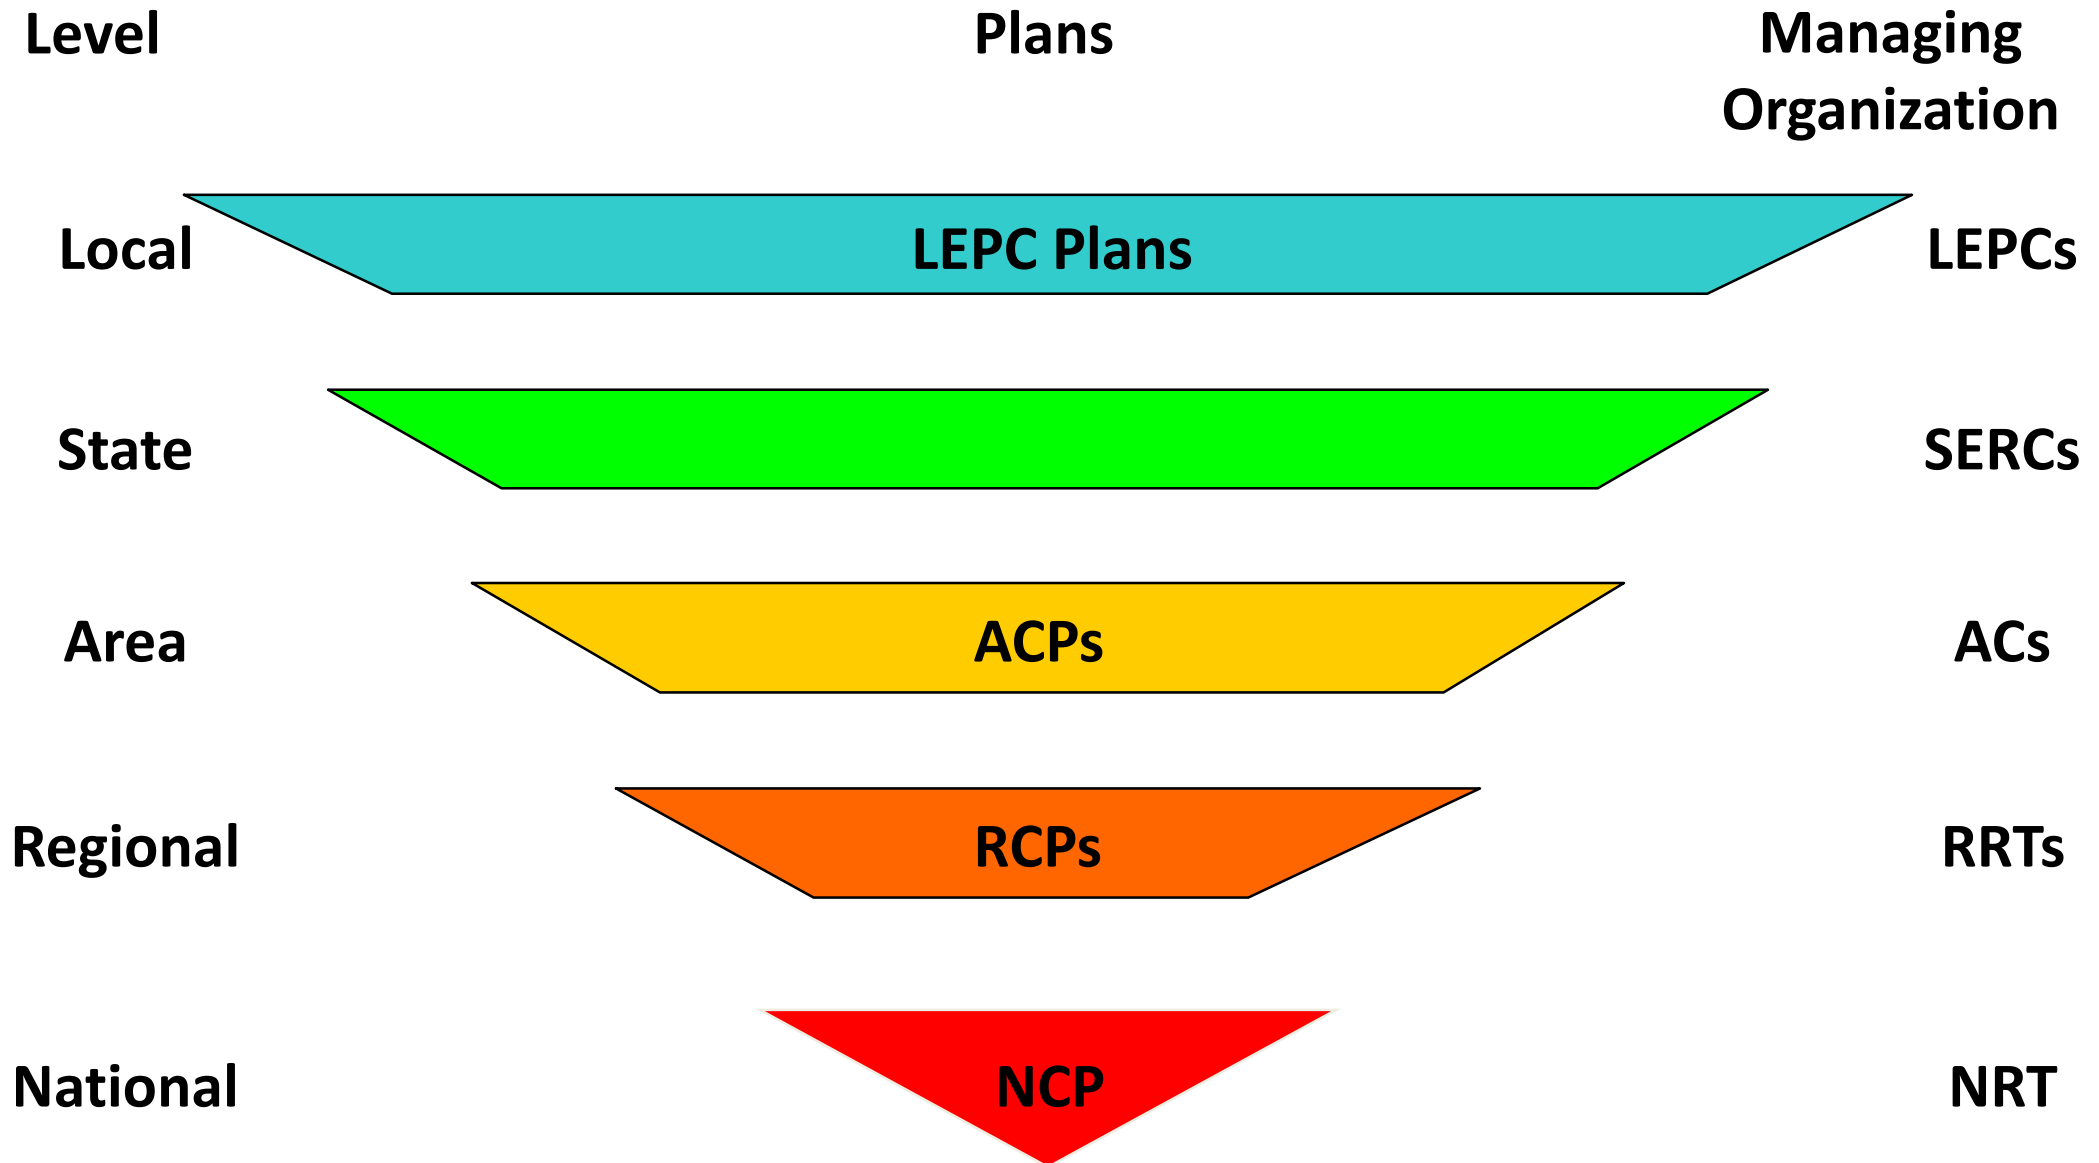 Level
Plans
Managing
Organization
Local
LEPC Plans
LEPCs
State
SERCs
Area
ACPs
ACs
Regional
RCPs
RRTs
National
NCP
NRT